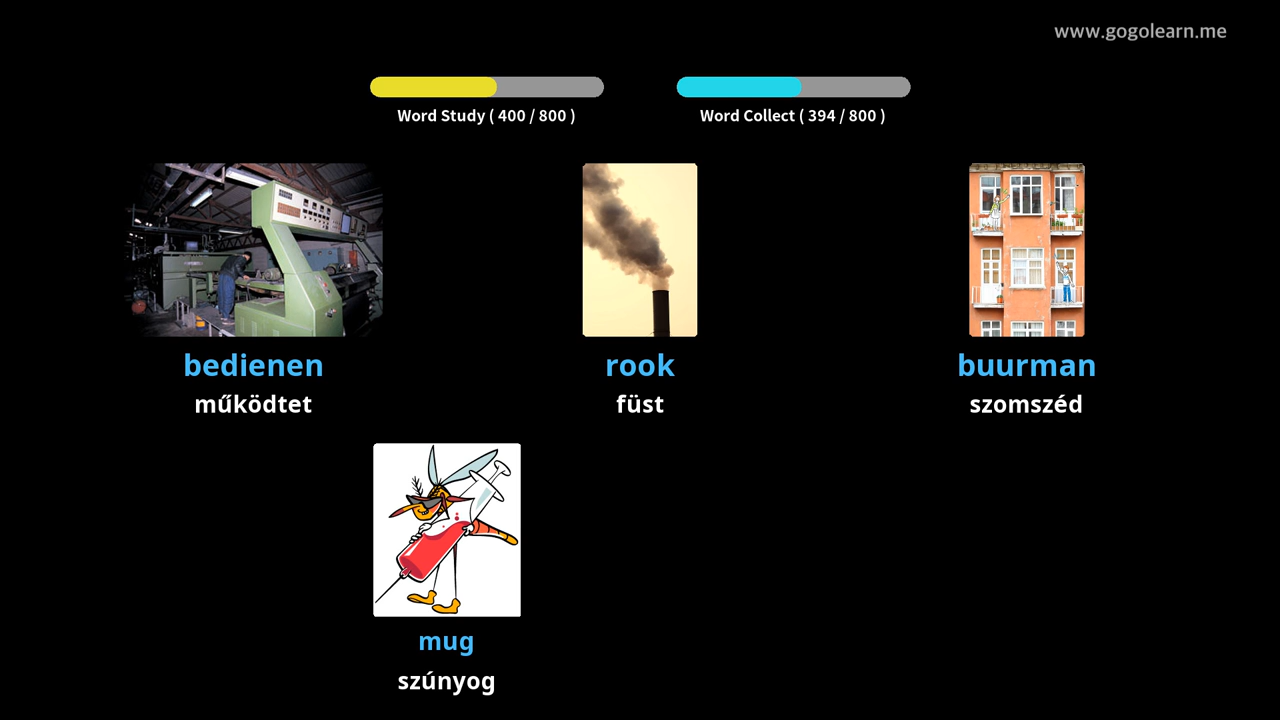 www.gogolearn.me
Word Study ( 400 / 800 )
Word Collect ( 394 / 800 )
bedienen
működtet
rook
füst
buurman
szomszéd
mug
szúnyog